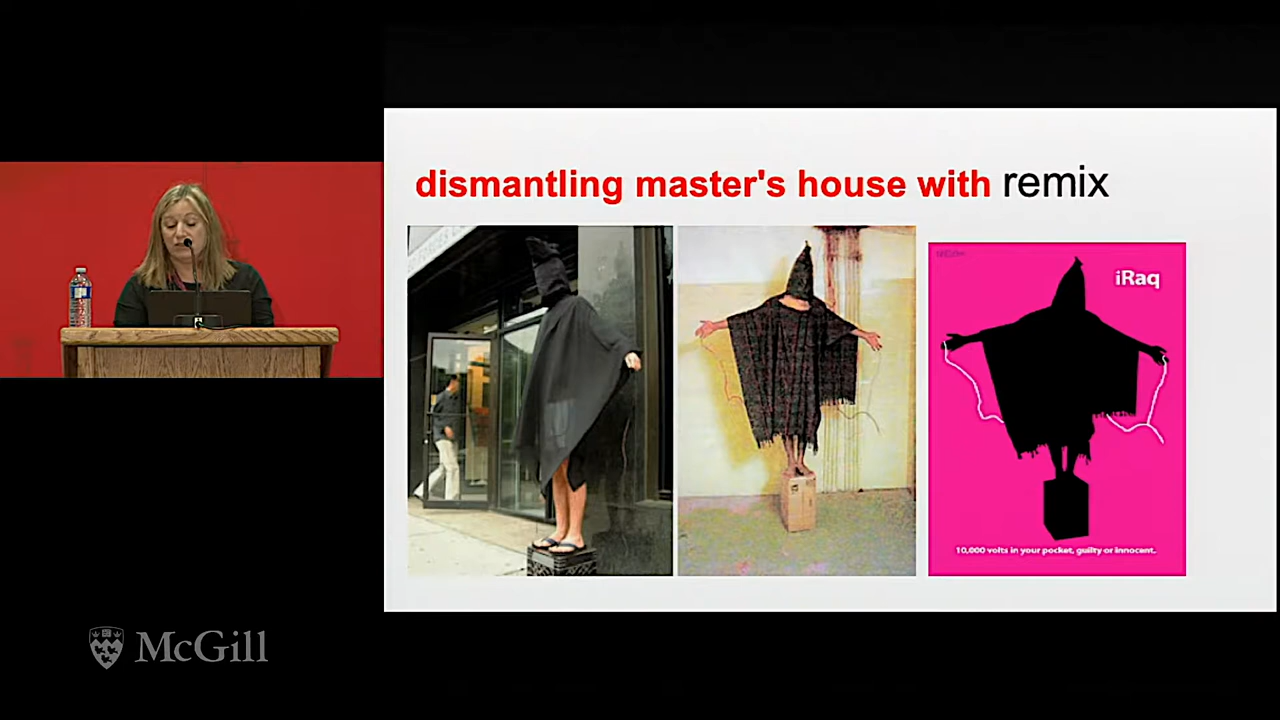 dismantling master's house with remix
iRaq
10,000 volts in your pocket, guilty or innocent.
McGill